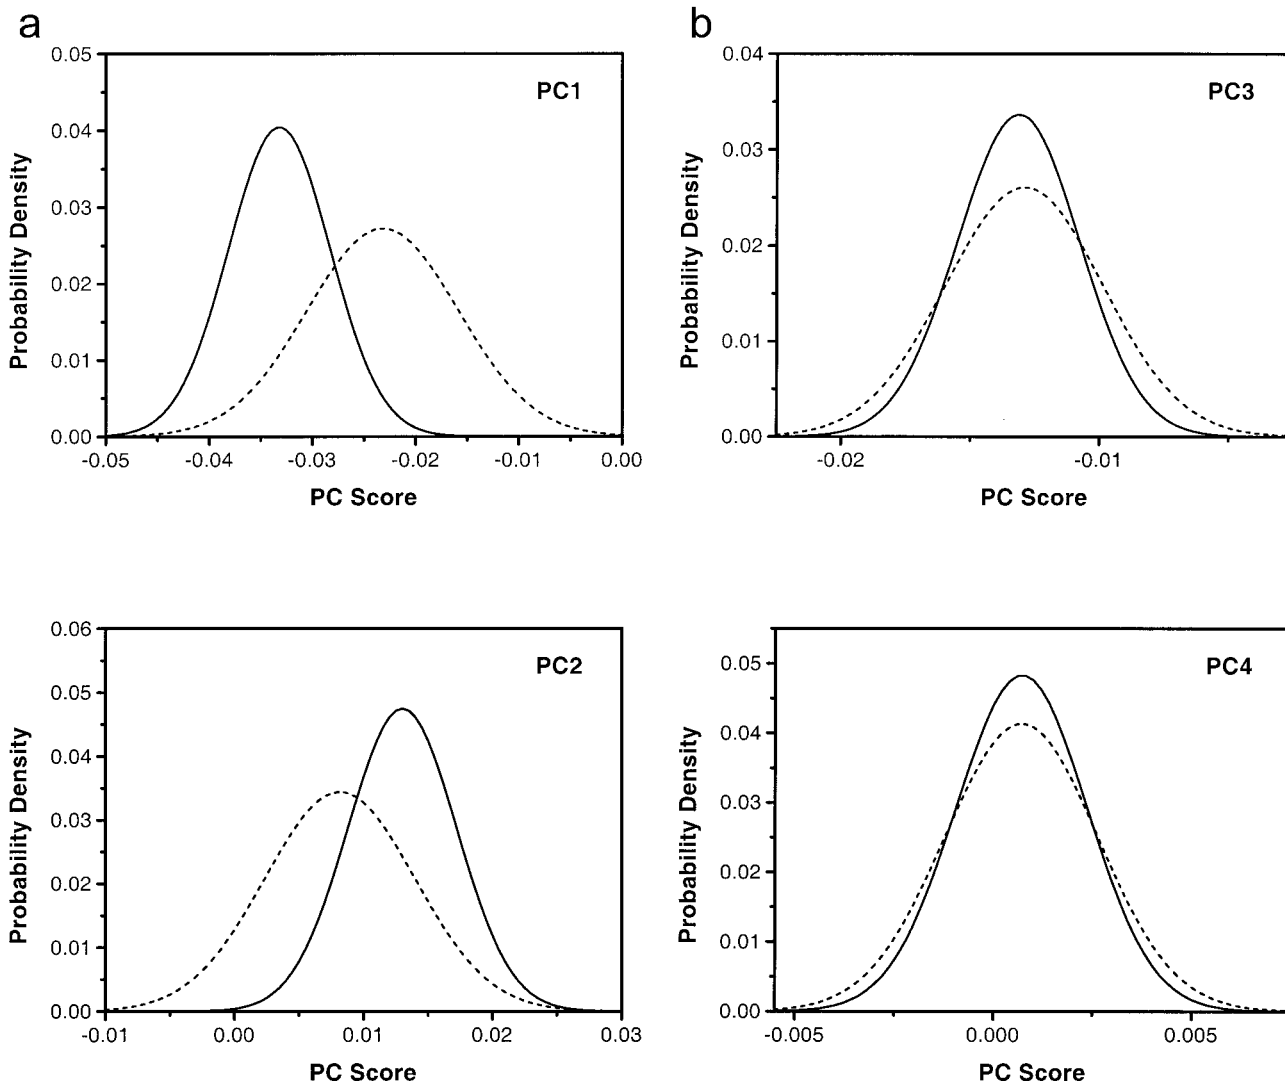 a
0.05
0.04
0.03
0.02
0.01
0.00
Probability Density
PC1
-0.05 -0.04 -0.03 -0.02 -0.01 0.00
PC Score
b
0.04
0.03
0.02
0.01
0.00
Probability Density
PC3
-0.02 -0.01
PC Score
0.06
0.05
0.04
0.03
0.02
0.01
0.00
Probability Density
PC2
-0.01 0.00 0.01 0.02 0.03
PC Score
0.05
0.04
0.03
0.02
0.01
0.00
Probability Density
PC4
-0.005 0.000 0.005
PC Score